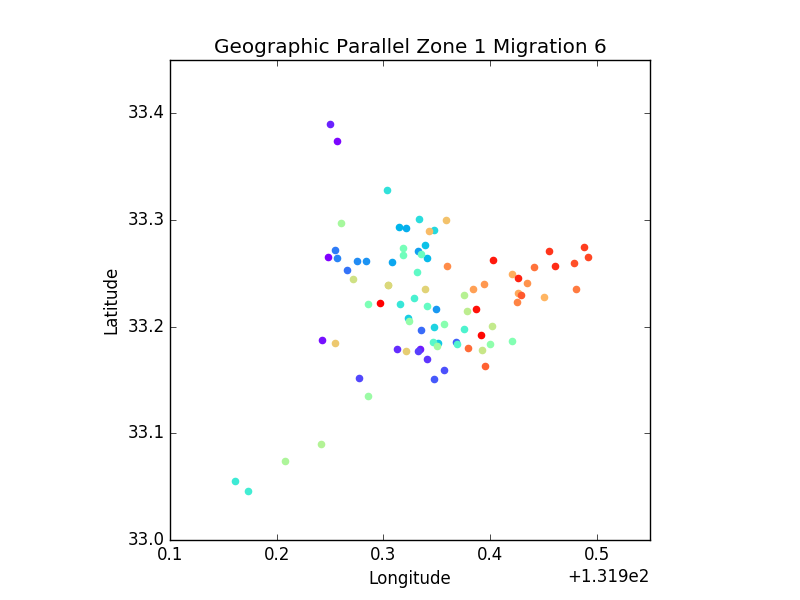 Geographic Parallel Zone 1 Migration 6
33.4
33.3
33.2
33.1
33.0
Latitude
0.1 0.2 0.3 0.4 0.5
Longitude
+1.319e2